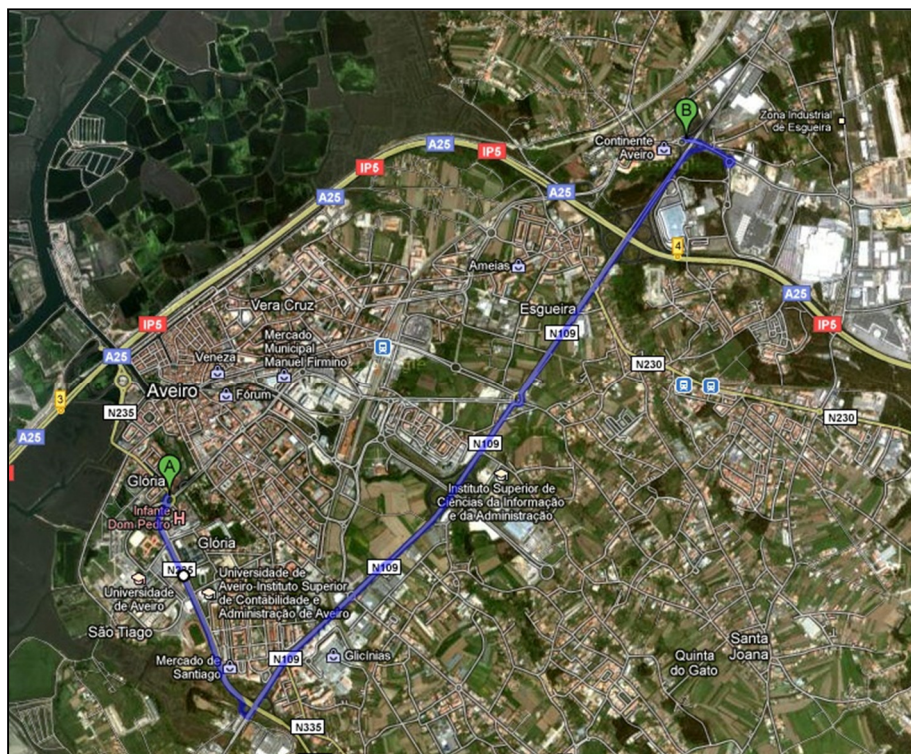 B
Zona Industrial
de Esgueira
Continente
Aveiro
A25
IP5
IP5
A25
A25
4
Ameias
A25
IP5
Vera Cruz
Esgueira
IP5
N109
Mercado
Municipal
Manuel Firmino
A25
Veneza
N230
Aveiro
Fórum
3
N235
N230
A25
N109
A
Glória
Instituto Superior de
Ciências da Informação
e da Administração
Infante
Dom Pedro
H
Glória
N235
N109
Universidade
de Aveiro
Universidade de
Aveiro-Instituto Superior
de Contabilidade e
Administração de Aveiro
São Tiago
Santa
Joana
N109
Glicínias
Quinta
do Gato
Mercado de
Santiago
N335